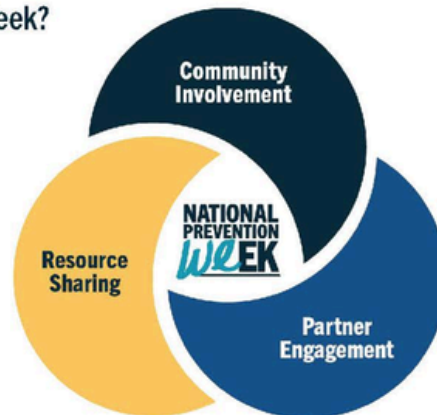 eek?
Community
Involvement
NATIONAL
PREVENTION
WeEK
Resource
Sharing
Partner
Engagement